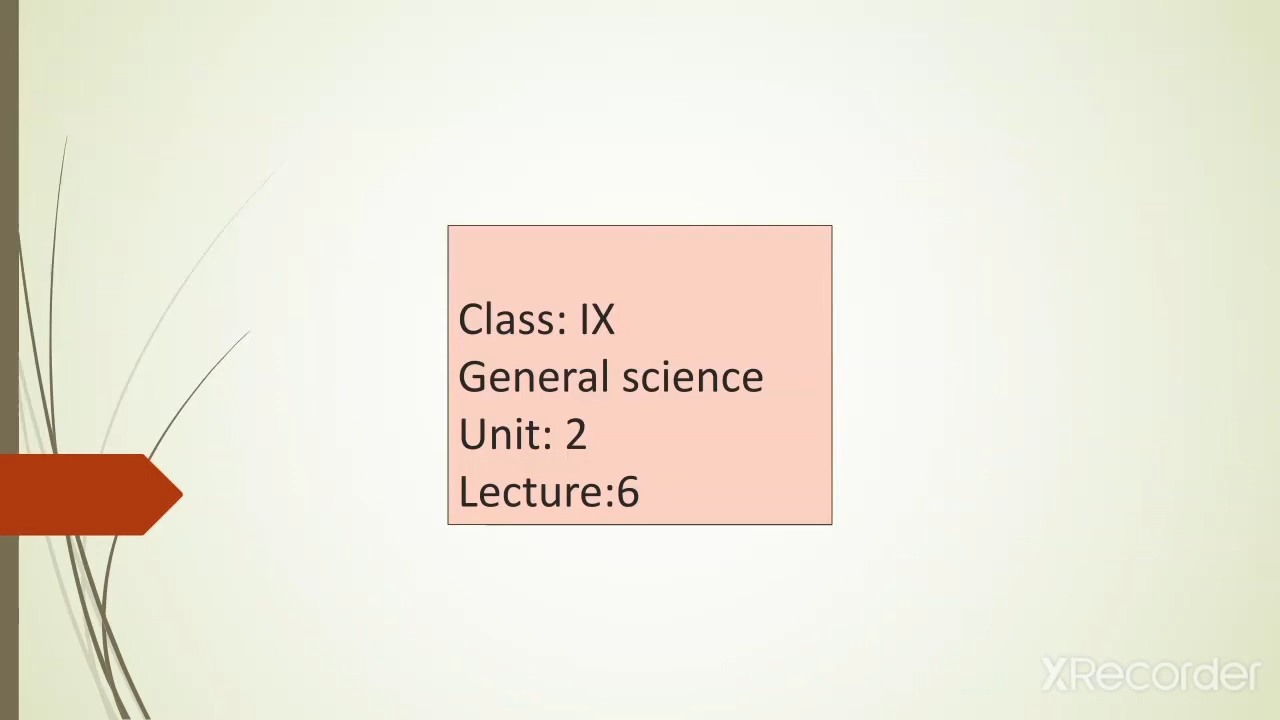 Class: IX
General science
Unit: 2
Lecture:6
XRecorder